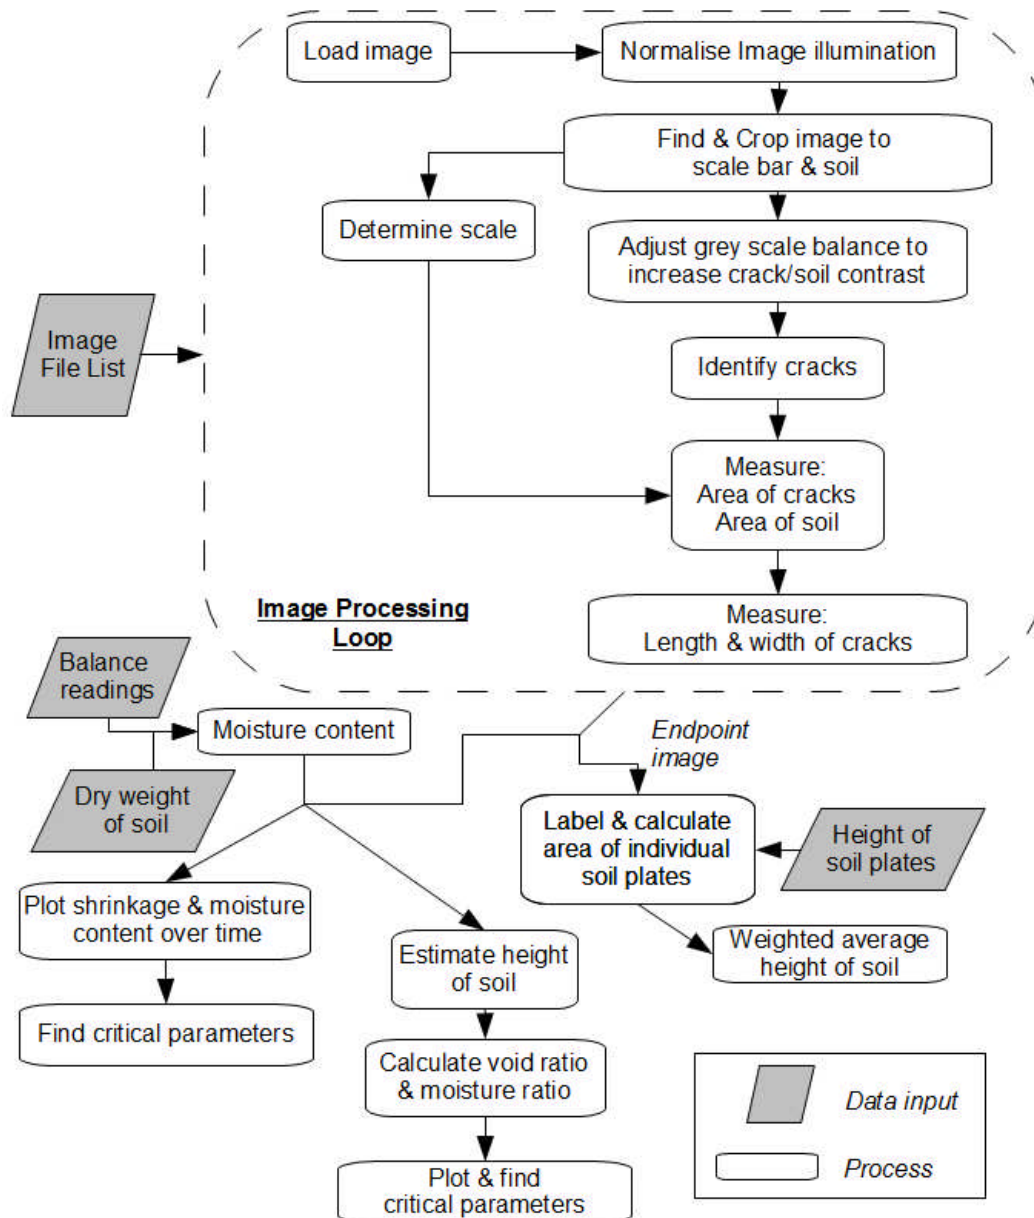 Load image
Normalise Image illumination
Find & Crop image to
scale bar & soil
Determine scale
Adjust grey scale balance to
increase crack/soil contrast
Image
File List
Identify cracks
Measure:
Area of cracks
Area of soil
Image Processing
Loop
Measure:
Length & width of cracks
Balance
readings
Moisture content
Endpoint
image
Dry weight
of soil
Label & calculate
area of individual
soil plates
Height of
soil plates
Plot shrinkage & moisture
content over time
Estimate height
of soil
Weighted average
height of soil
Find critical parameters
Calculate void ratio
& moisture ratio
Plot & find
critical parameters
Data input
Process